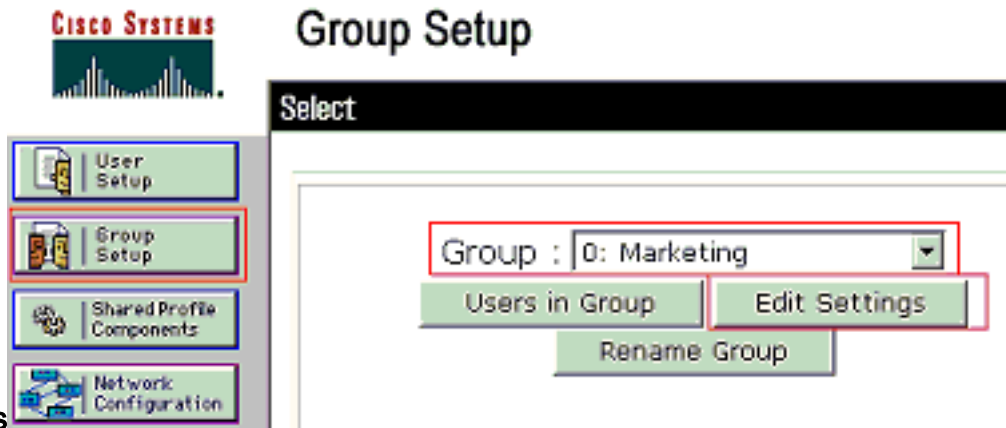 CISCO SYSTEMS
Group Setup
Select
User
Setup
Group
Setup
Shared Profile
Components
Network
Configuration
Group : 0: Marketing
Users in Group
Edit Settings
Rename Group
s